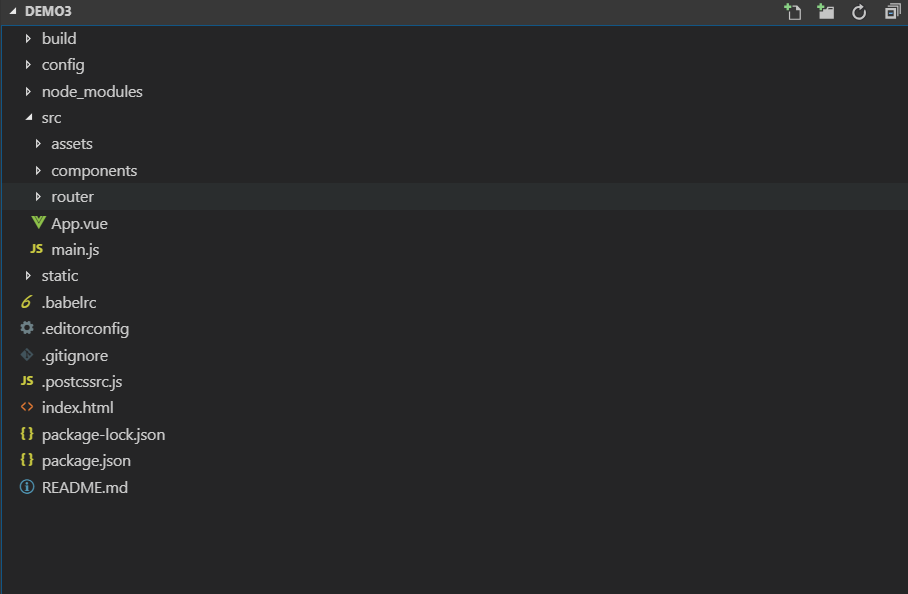 DEMO3
build
config
node_modules
src
assets
components
router
App.vue
JS main.js
static
.babelrc
.editorconfig
.gitignore
JS .postcssrc.js
<> index.html
{ } package-lock.json
{ } package.json
README.md